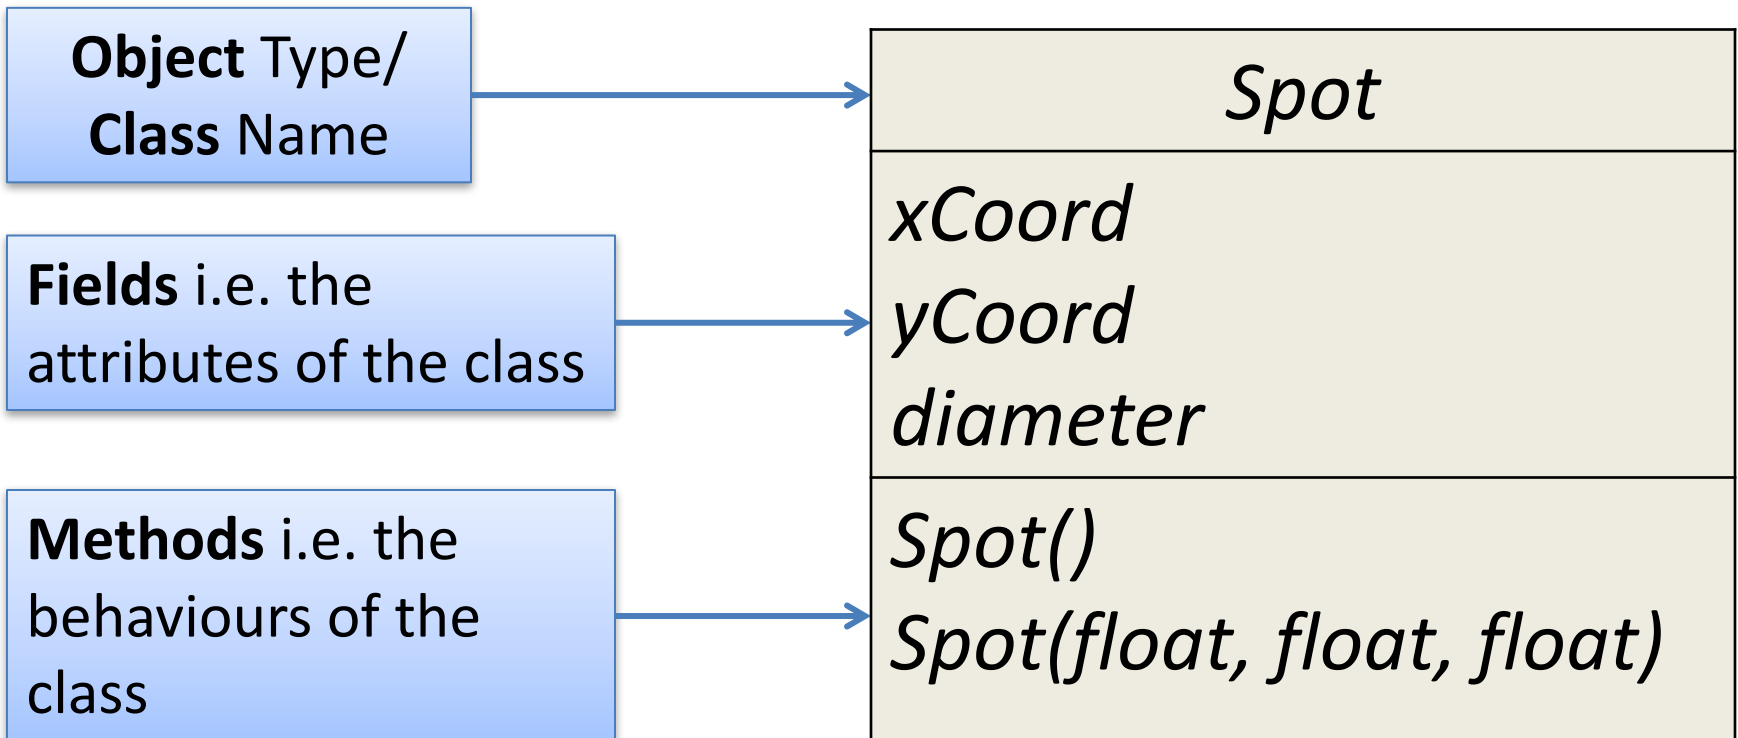 Object Type/
Class Name
Fields i.e. the
attributes of the class
Methods i.e. the
behaviours of the
class
Spot
xCoord
yCoord
diameter
Spot()
Spot(float, float, float)